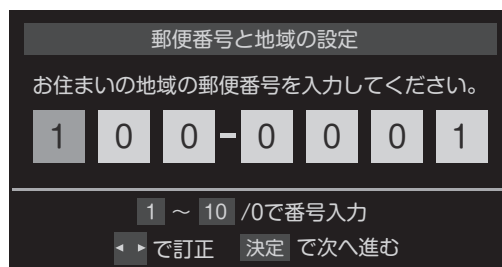 郵便番号と地域の設定
お住まいの地域の郵便番号を入力してください。
1 0 0 - 0 0 0 1
1 ～ 10 /0で番号入力
◂ ▸ で訂正 決定 で次へ進む